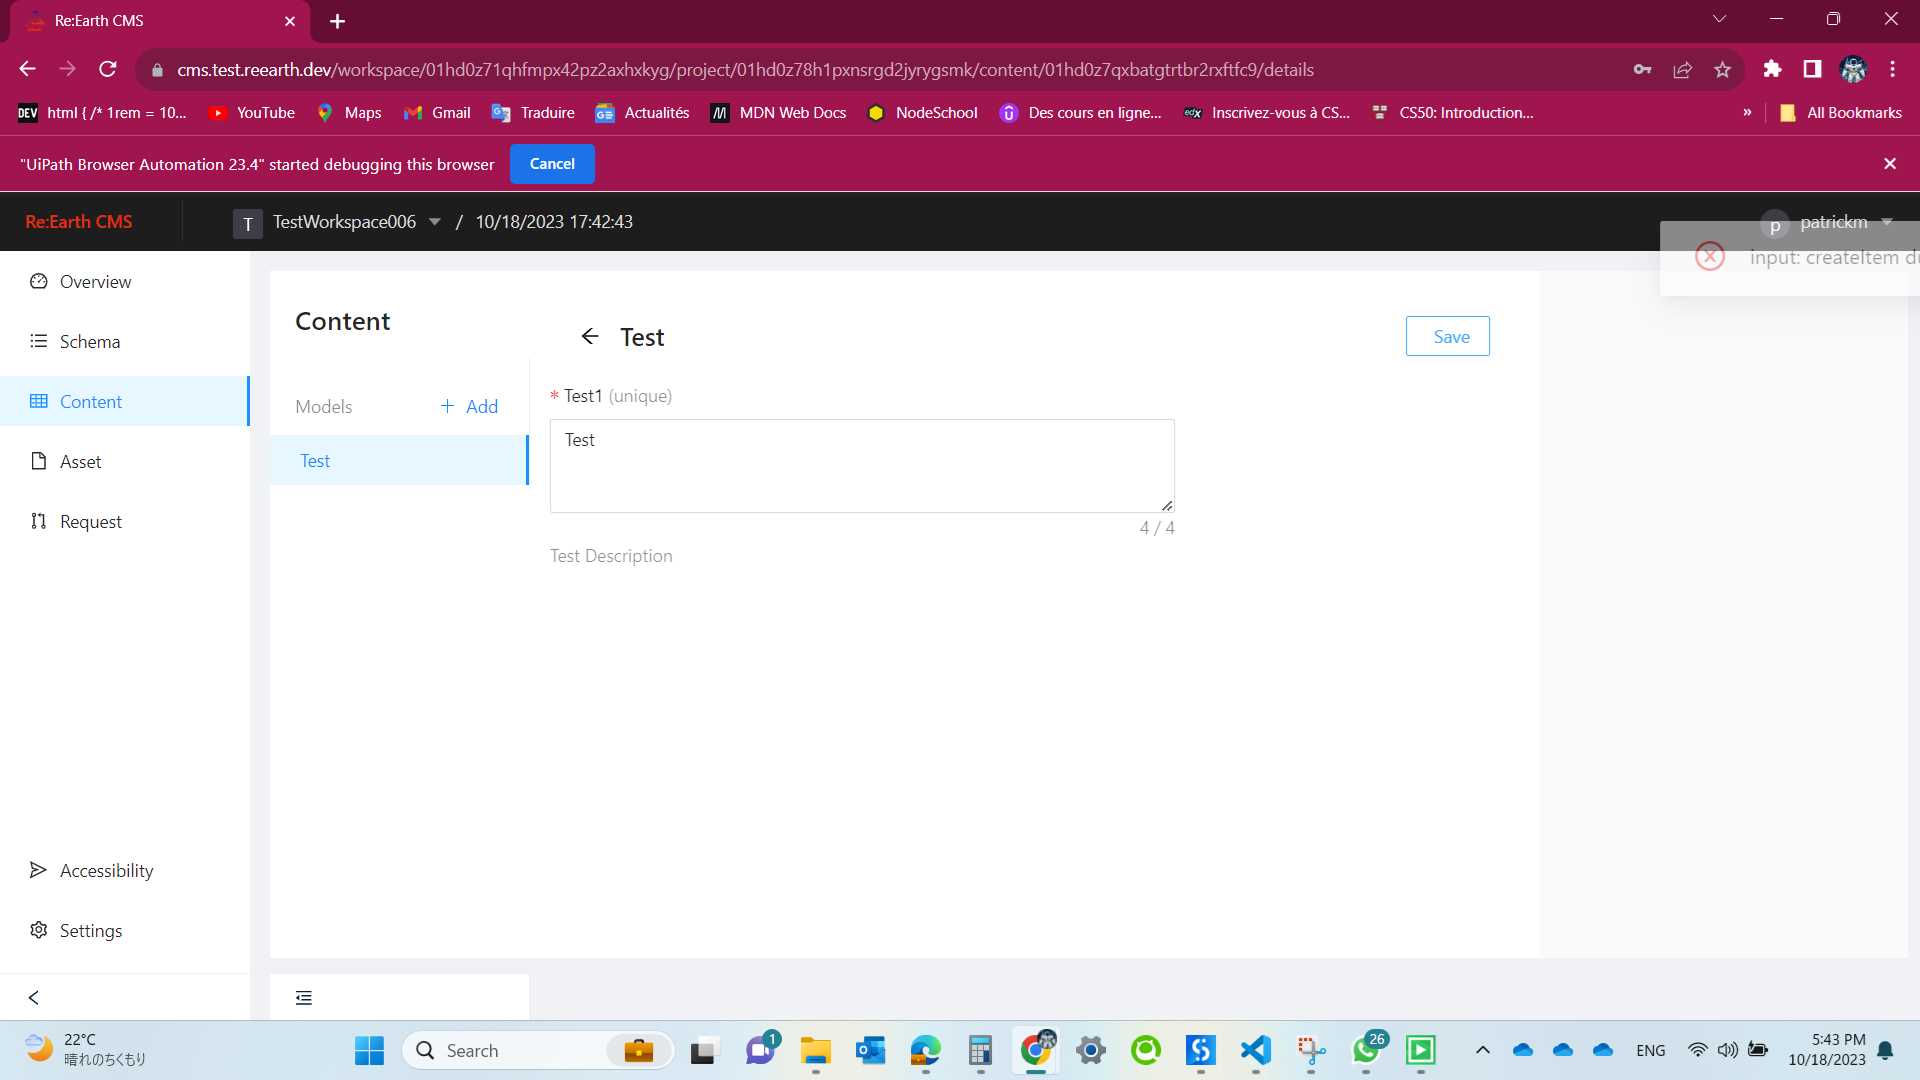 Re:Earth CMS
cms.test.reearth.dev/workspace/01hd0z71qhfmpx42pz2axhxkyg/project/01hd0z78h1pxnsrgd2jyrygsmk/content/01hd0z7qxbatgtrtbr2rxftfc9/details
DEV html { /* 1rem = 10... YouTube Maps Gmail Traduire Actualités MDN Web Docs NodeSchool Des cours en ligne... edX Inscrivez-vous à CS... CS50: Introduction... » All Bookmarks
"UiPath Browser Automation 23.4" started debugging this browser Cancel
Re:Earth CMS T TestWorkspace006 / 10/18/2023 17:42:43 p patrickm
input: createItem
Overview
Schema
Content
Asset
Request
Accessibility
Settings
Content
Models + Add
Test
Test
Save
* Test1 (unique)
Test
4 / 4
Test Description
22°C
晴れのちくもり
Search
1
26
ENG
5:43 PM
10/18/2023